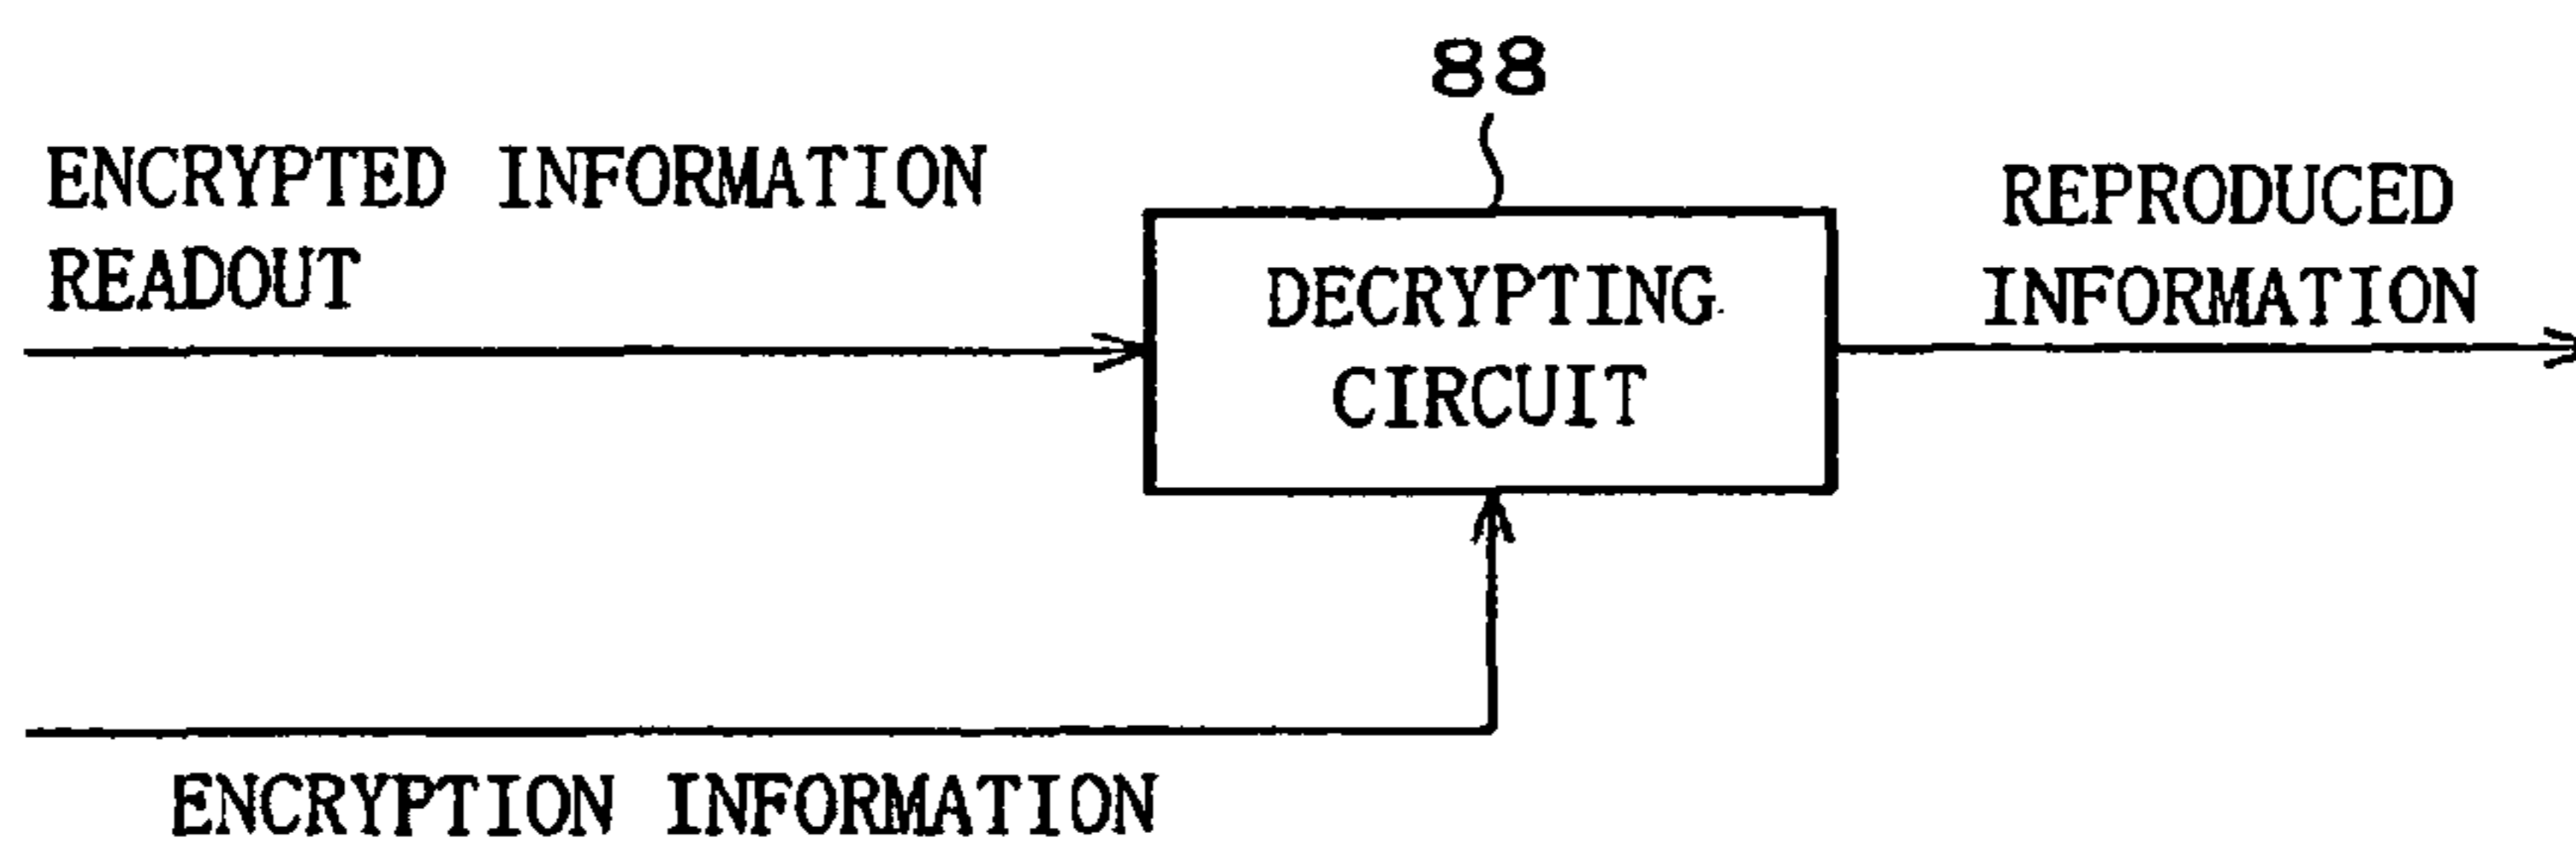 88
ENCRYPTED INFORMATION
READOUT
DECRYPTING
CIRCUIT
REPRODUCED
INFORMATION
ENCRYPTION INFORMATION